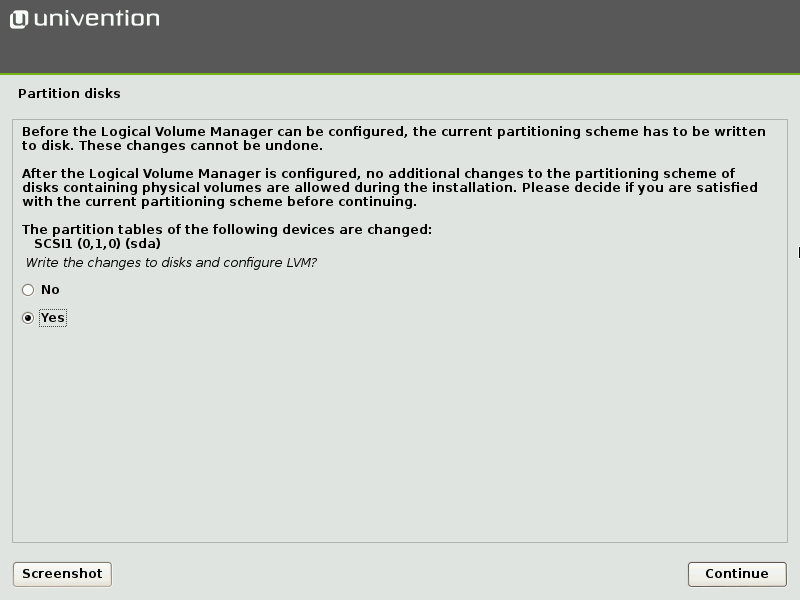 univention
Partition disks
Before the Logical Volume Manager can be configured, the current partitioning scheme has to be written
to disk. These changes cannot be undone.
After the Logical Volume Manager is configured, no additional changes to the partitioning scheme of
disks containing physical volumes are allowed during the installation. Please decide if you are satisfied
with the current partitioning scheme before continuing.
The partition tables of the following devices are changed:
SCSI1 (0,1,0) (sda)
Write the changes to disks and configure LVM?
No
Yes
Screenshot
Continue